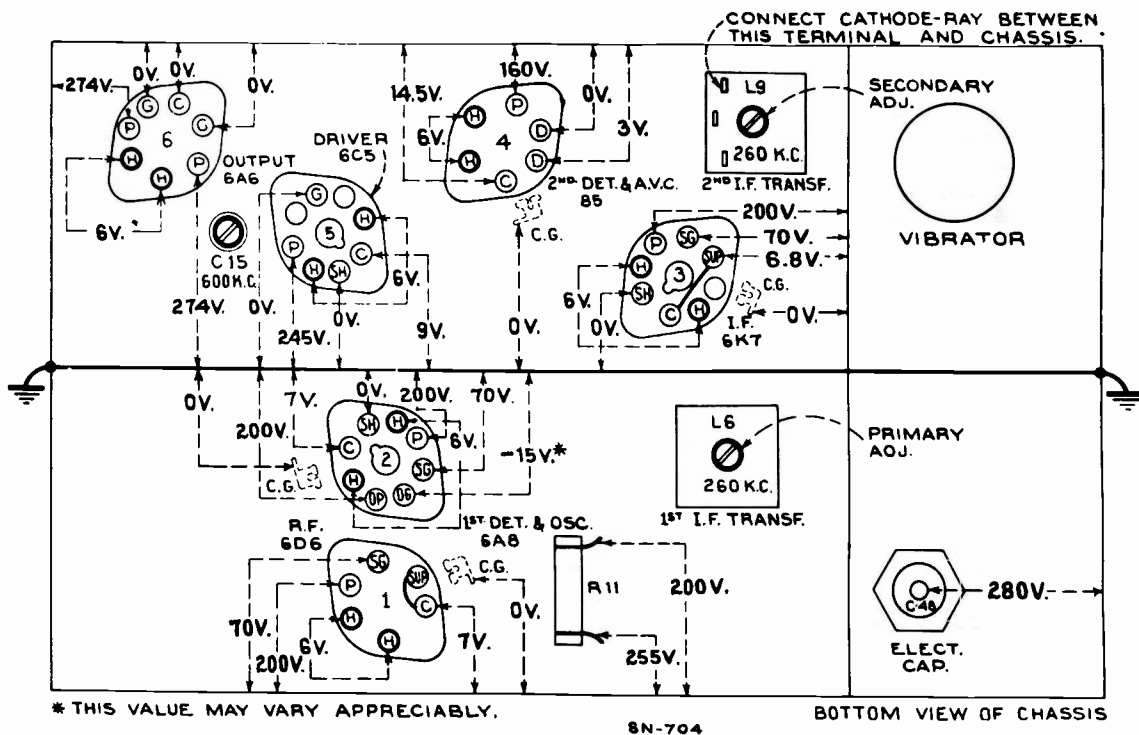 CONNECT CATHODE-RAY BETWEEN
THIS TERMINAL AND CHASSIS.
274V.
0V.
0V.
0V.
G
C
P
G
6
H
P
H
OUTPUT
6A6
6V.
C15
600 K.C.
274V.
DRIVER
6C5
G
H
5
P
C
H
SH
6V.
0V.
245V.
0V.
9V.
14.5V.
160V.
0V.
3V.
H
P
D
6V.
4
H
D
C
2ND DET. & A.V.C.
85
C.G.
0V.
L9
SECONDARY
ADJ.
260 K.C.
2ND I.F. TRANSF.
200V.
70V.
6.8V.
P
SG
SUP
H
3
C.G.
SH
C
H
6V.
0V.
0V.
I.F.
6K7
VIBRATOR
0V.
7V.
0V.
200V.
70V.
200V.
SH
H
P
6V.
C
2
SG
-15V.*
H
C.G.
OP
OG
1ST DET. & OSC.
6A8
R.F.
6D6
SG
C.G.
SUP
P
1
C
H
H
70V.
6V.
200V.
7V.
0V.
R11
200V.
255V.
L6
PRIMARY
ADJ.
260 K.C.
1ST I.F. TRANSF.
C-48
280V.
ELECT.
CAP.
* THIS VALUE MAY VARY APPRECIABLY.
SN-704
BOTTOM VIEW OF CHASSIS